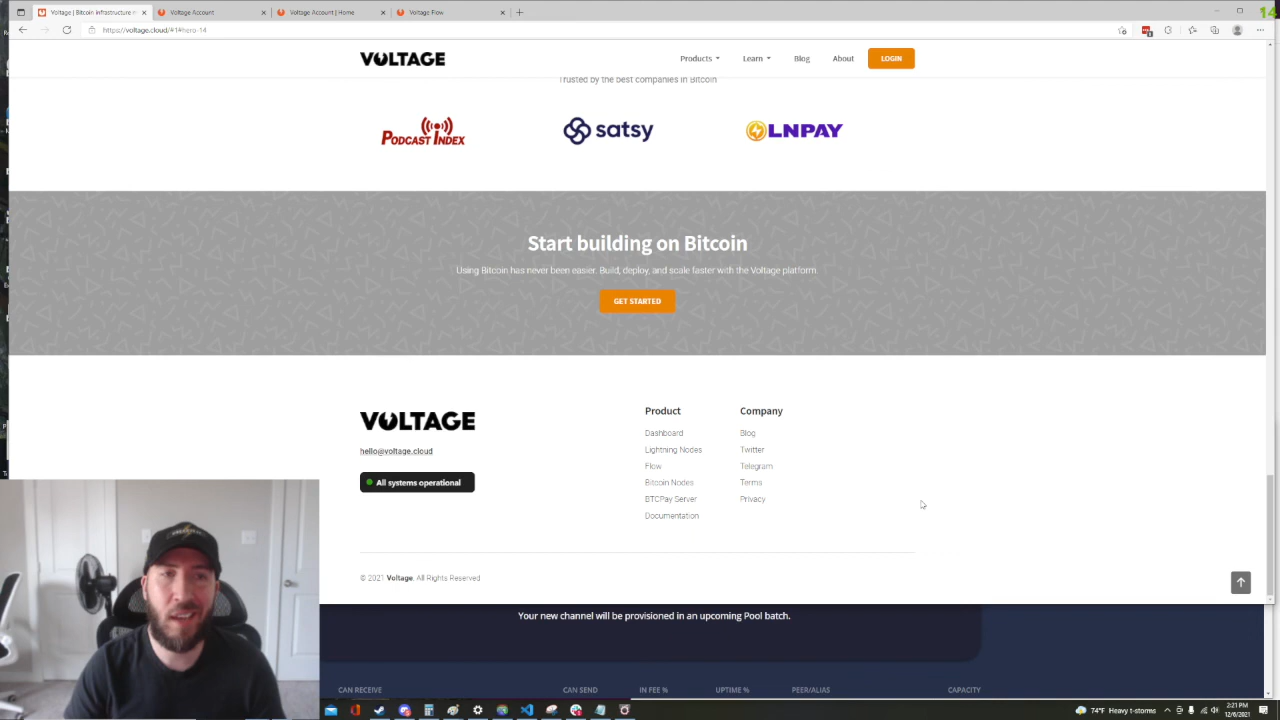 Voltage | Bitcoin infrastructure
Voltage Account
Voltage Account | Home
Voltage Flow
https://voltage.cloud/#1#hero-14
VOLTAGE
Products
Learn
Blog
About
LOGIN
Trusted by the best companies in Bitcoin
PODCAST INDEX
satsy
LNPAY
Start building on Bitcoin
Using Bitcoin has never been easier. Build, deploy, and scale faster with the Voltage platform.
GET STARTED
VOLTAGE
hello@voltage.cloud
All systems operational
Product
Dashboard
Lightning Nodes
Flow
Bitcoin Nodes
BTCPay Server
Documentation
Company
Blog
Twitter
Telegram
Terms
Privacy
© 2021 Voltage. All Rights Reserved
Your new channel will be provisioned in an upcoming Pool batch.
CAN RECEIVE
CAN SEND
IN FEE %
UPTIME %
PEER/ALIAS
CAPACITY
74°F Heavy t-storms
2:21 PM
12/6/2021